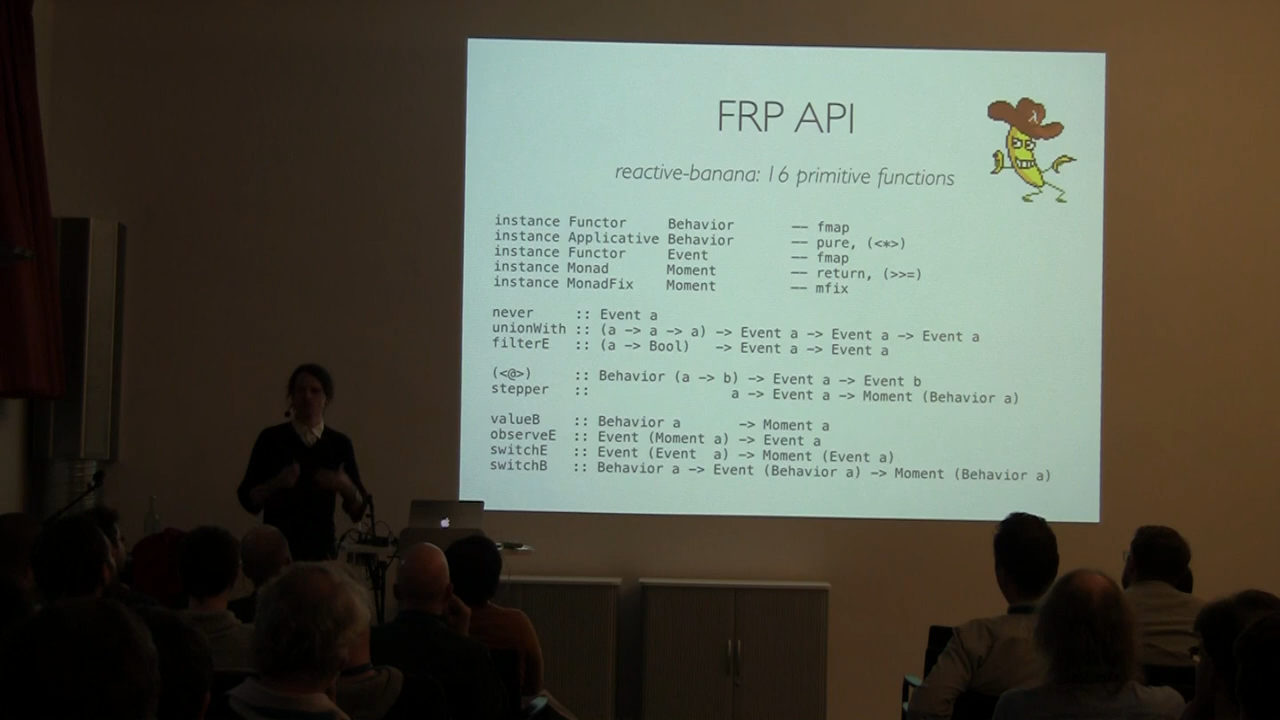 FRP API
λ
reactive-banana: 16 primitive functions
instance Functor Behavior -- fmap
instance Applicative Behavior -- pure, (<*>)
instance Functor Event -- fmap
instance Monad Moment -- return, (>>=)
instance MonadFix Moment -- mfix
never :: Event a
unionWith :: (a -> a -> a) -> Event a -> Event a -> Event a
filterE :: (a -> Bool) -> Event a -> Event a
(<@>) :: Behavior (a -> b) -> Event a -> Event b
stepper :: a -> Event a -> Moment (Behavior a)
valueB :: Behavior a -> Moment a
observeE :: Event (Moment a) -> Event a
switchE :: Event (Event a) -> Moment (Event a)
switchB :: Behavior a -> Event (Behavior a) -> Moment (Behavior a)